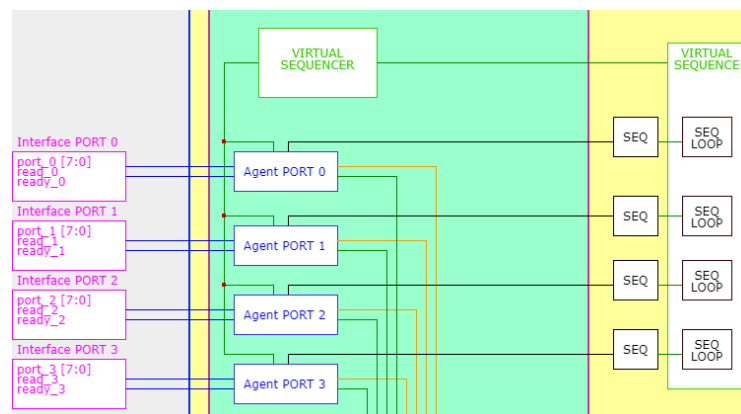 VIRTUAL
SEQUENCER
VIRTUAL
SEQUENCE
Interface PORT 0
port_0 [7:0]
read_0
ready_0
Agent PORT 0
SEQ
SEQ
LOOP
Interface PORT 1
port_1 [7:0]
read_1
ready_1
Agent PORT 1
SEQ
SEQ
LOOP
Interface PORT 2
port_2 [7:0]
read_2
ready_2
Agent PORT 2
SEQ
SEQ
LOOP
Interface PORT 3
port_3 [7:0]
read_3
ready_3
Agent PORT 3
SEQ
SEQ
LOOP